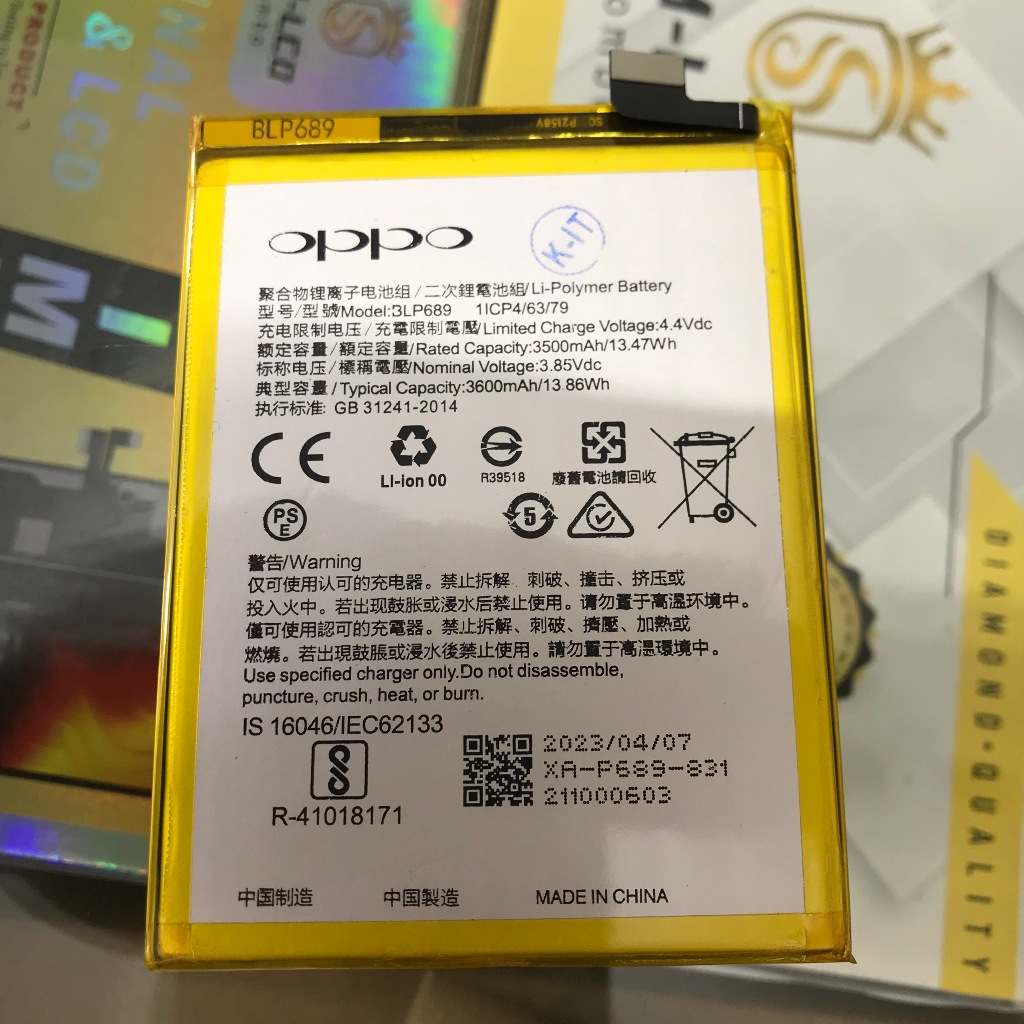 PRODUCT
NAL
& LCD
-LCD
M
BLP689
SC P2158V
oppo
K-IT
聚合物锂离子电池组/二次鋰電池組/Li-Polymer Battery
型号/型號/Model:BLP689 1ICP4/63/79
充电限制电压/充電限制電壓/Limited Charge Voltage:4.4Vdc
额定容量/額定容量/Rated Capacity:3500mAh/13.47Wh
标称电压/標稱電壓/Nominal Voltage:3.85Vdc
典型容量/Typical Capacity:3600mAh/13.86Wh
执行标准: GB 31241-2014
CE
Li-ion 00
R39518
廢舊電池請回收
PS
E
5
警告/Warning
仅可使用认可的充电器。禁止拆解、刺破、撞击、挤压或
投入火中。若出现鼓胀或浸水后禁止使用。请勿置于高温环境中。
僅可使用認可的充電器。禁止拆解、刺破、擠壓、加熱或
燃燒。若出現鼓脹或浸水後禁止使用。請勿置于高溫環境中。
Use specified charger only.Do not disassemble,
puncture, crush, heat, or burn.
IS 16046/IEC62133
R-41018171
2023/04/07
XA-P689-831
211000603
中国制造 中国製造 MADE IN CHINA
DIAMOND-QUALITY